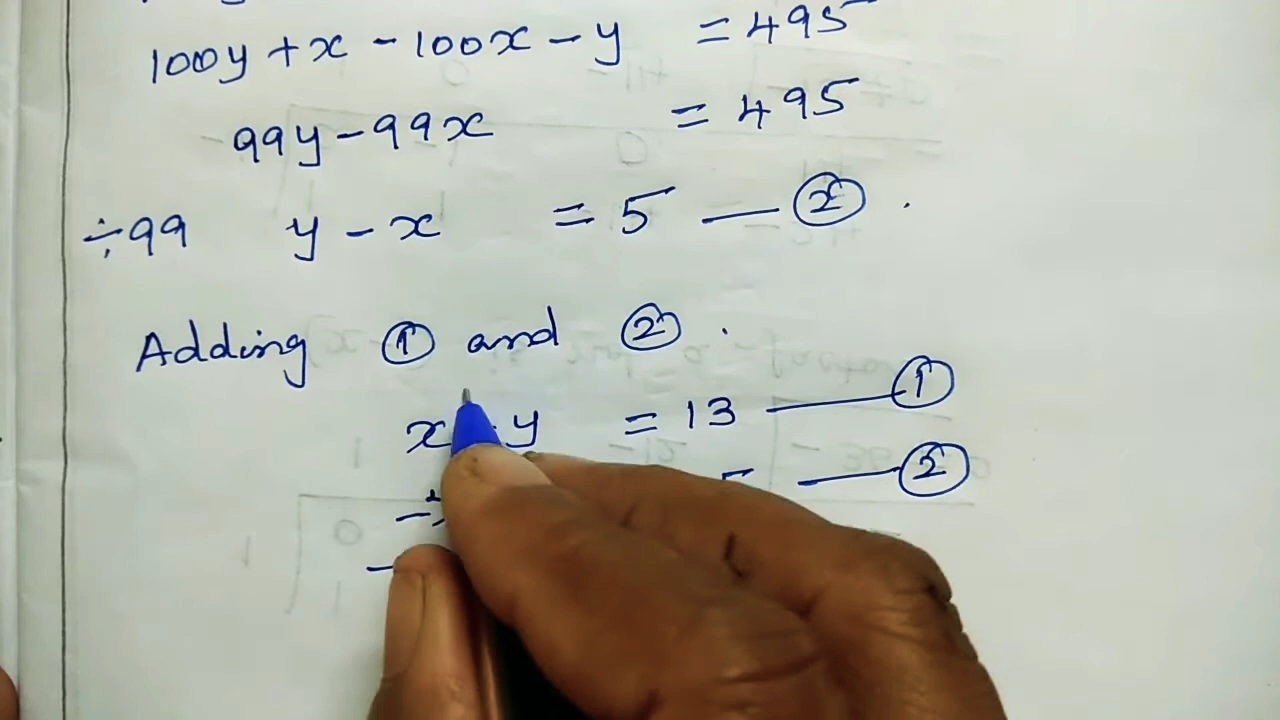 100y + x - 100x - y = 495
99y - 99x = 495
÷99 y - x = 5 — ②
Adding ① and ② .
x y = 13 — ①
— ②